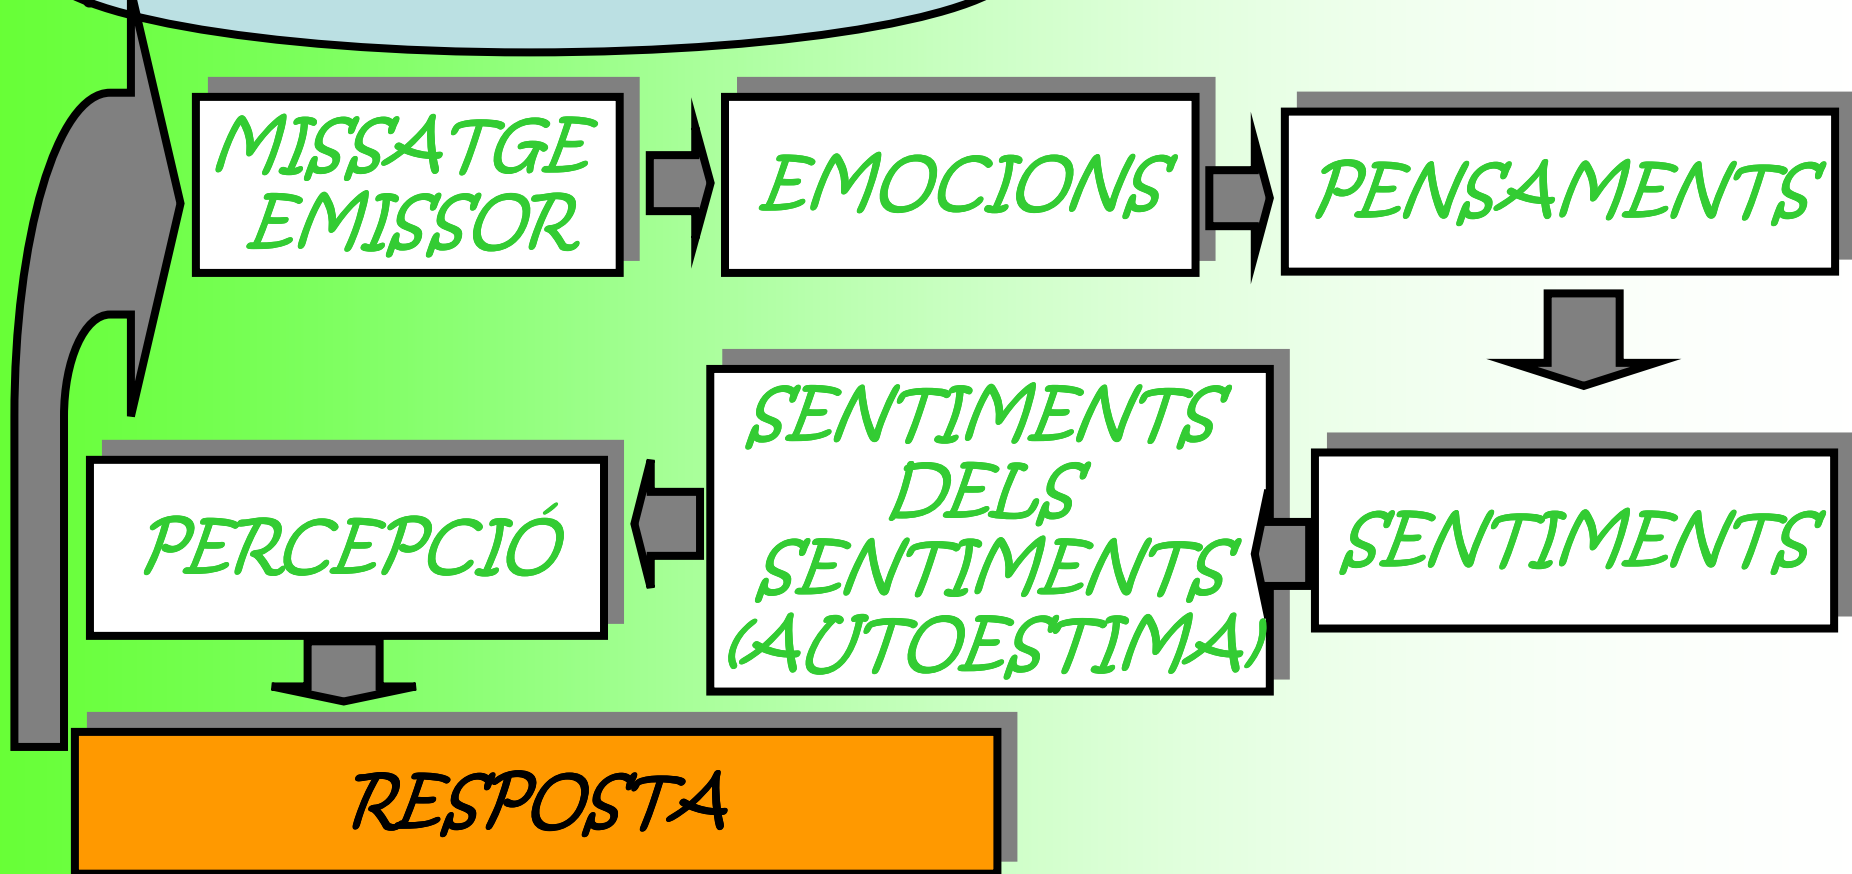 MISSATGE
EMISSOR
EMOCIONS
PENSAMENTS
SENTIMENTS
SENTIMENTS
DELS
SENTIMENTS
(AUTOESTIMA)
PERCEPCIÓ
RESPOSTA